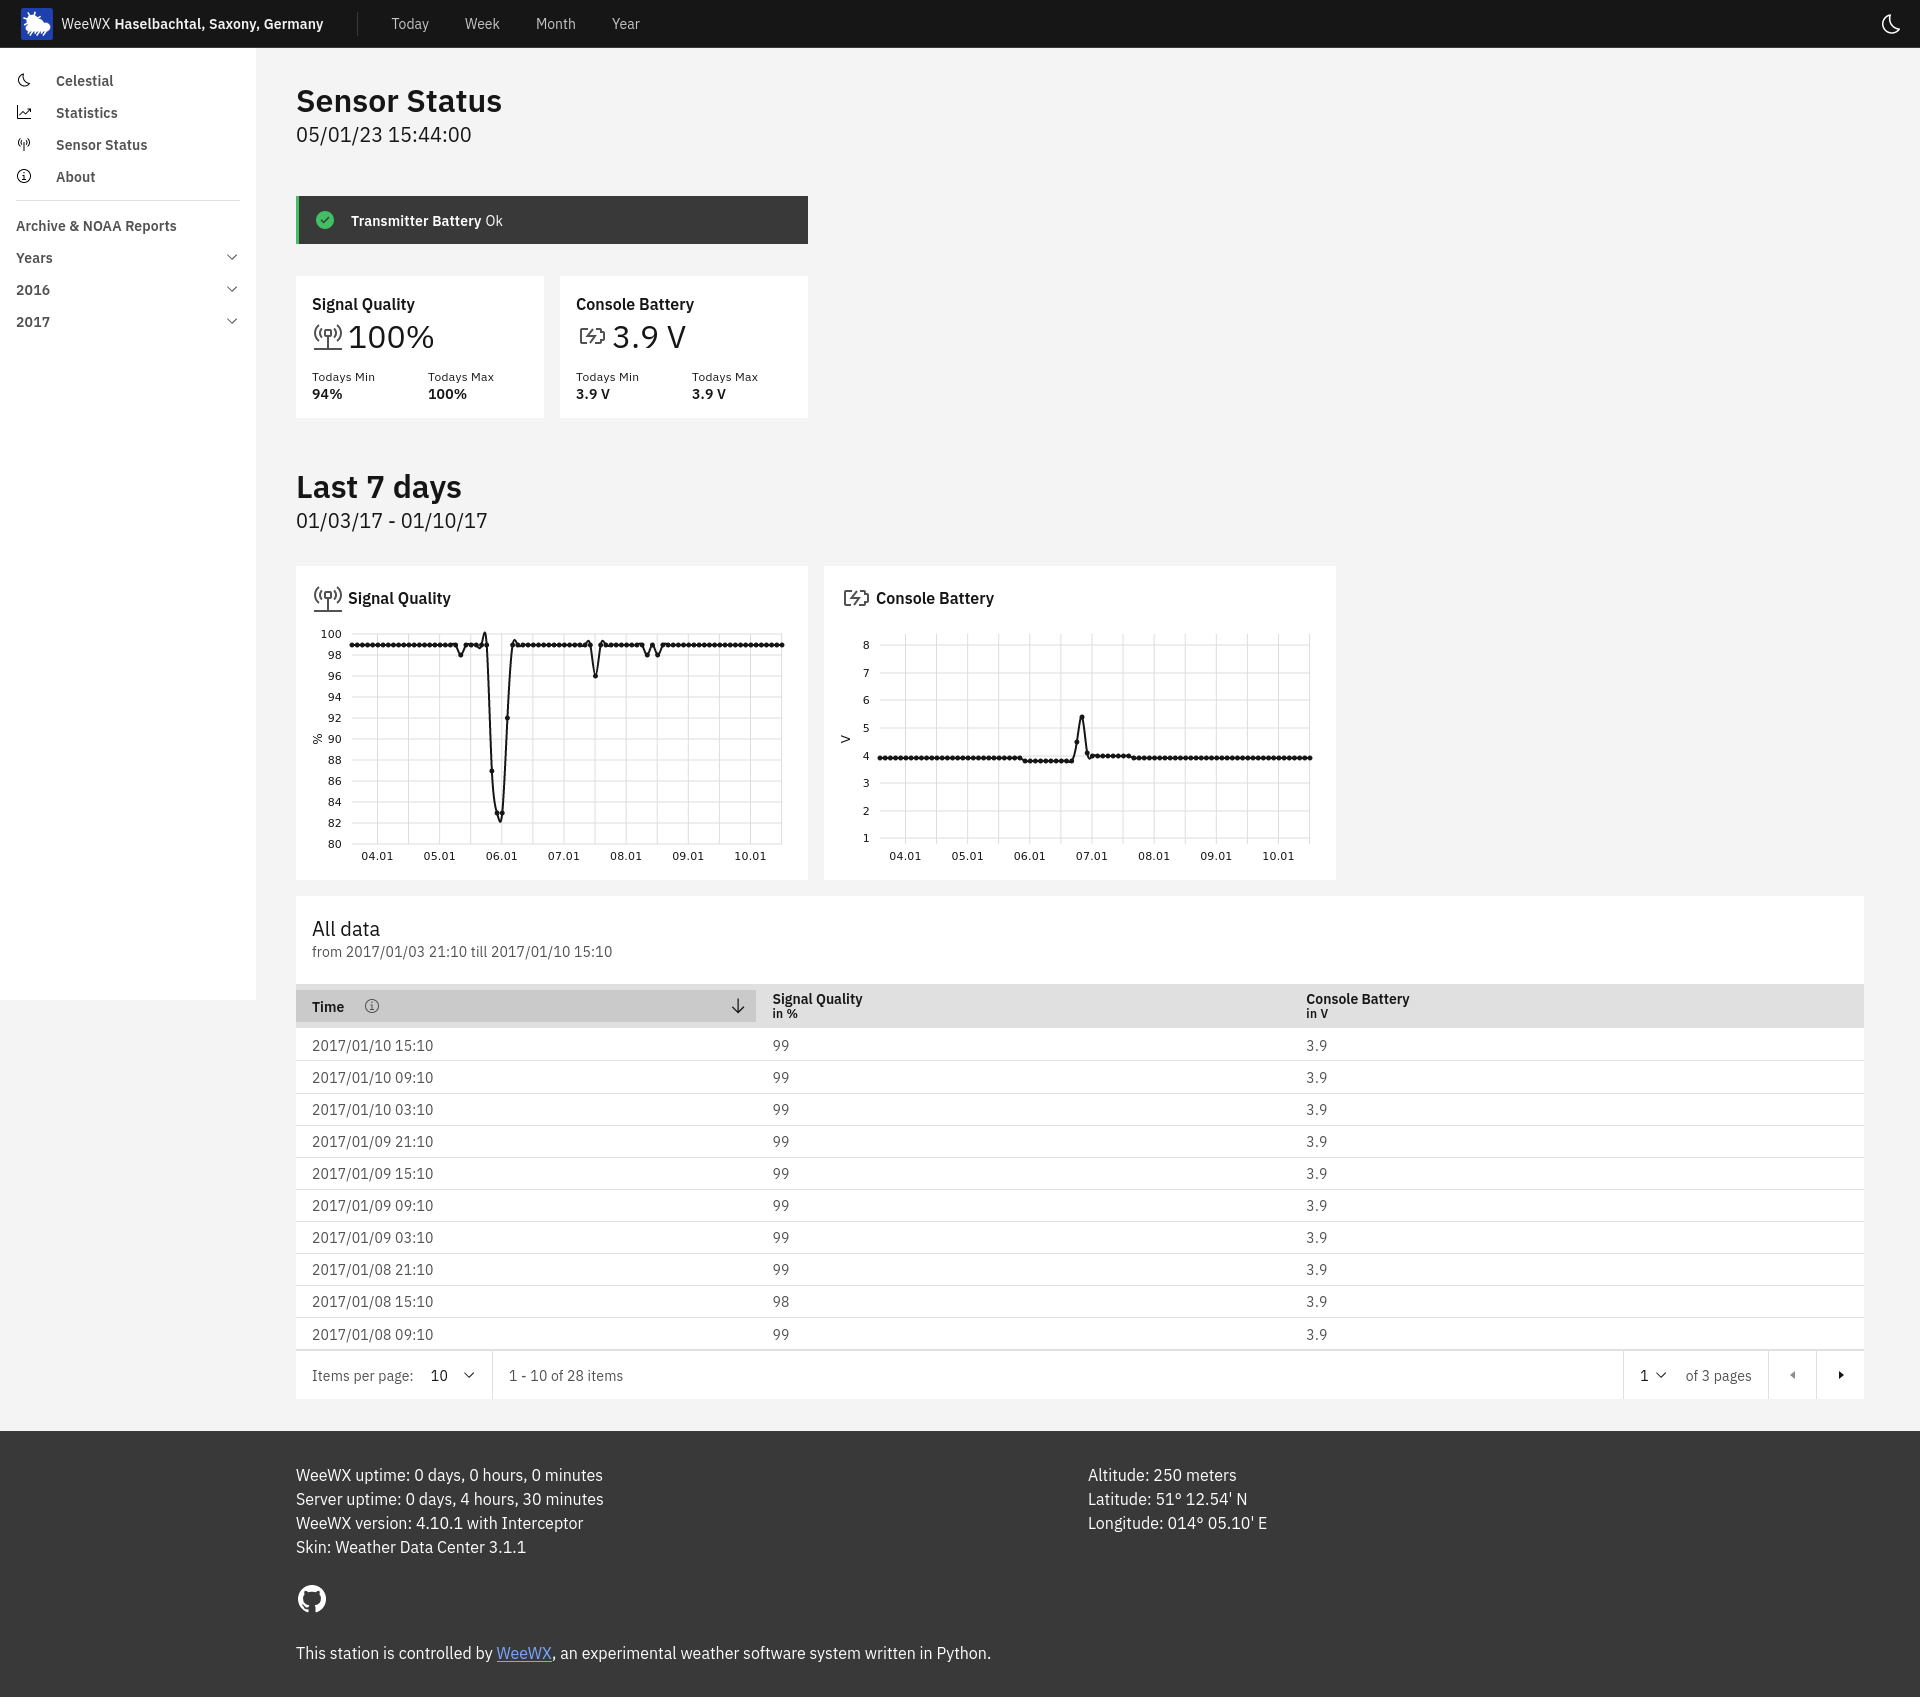 WeeWX Haselbachtal, Saxony, Germany
Today Week Month Year
Celestial
Statistics
Sensor Status
About
Archive & NOAA Reports
Years
2016
2017
Sensor Status
05/01/23 15:44:00
Transmitter Battery Ok
Signal Quality
100%
Todays Min Todays Max
94% 100%
Console Battery
3.9 V
Todays Min Todays Max
3.9 V 3.9 V
Last 7 days
01/03/17 - 01/10/17
Signal Quality
100
98
96
94
92
90
88
86
84
82
80
%
04.01 05.01 06.01 07.01 08.01 09.01 10.01
Console Battery
8
7
6
5
4
3
2
1
V
04.01 05.01 06.01 07.01 08.01 09.01 10.01
All data
from 2017/01/03 21:10 till 2017/01/10 15:10
Time Signal Quality Console Battery
in % in V
2017/01/10 15:10 99 3.9
2017/01/10 09:10 99 3.9
2017/01/10 03:10 99 3.9
2017/01/09 21:10 99 3.9
2017/01/09 15:10 99 3.9
2017/01/09 09:10 99 3.9
2017/01/09 03:10 99 3.9
2017/01/08 21:10 99 3.9
2017/01/08 15:10 98 3.9
2017/01/08 09:10 99 3.9
Items per page: 10 1 - 10 of 28 items 1 of 3 pages
WeeWX uptime: 0 days, 0 hours, 0 minutes
Server uptime: 0 days, 4 hours, 30 minutes
WeeWX version: 4.10.1 with Interceptor
Skin: Weather Data Center 3.1.1
Altitude: 250 meters
Latitude: 51° 12.54' N
Longitude: 014° 05.10' E
This station is controlled by WeeWX, an experimental weather software system written in Python.